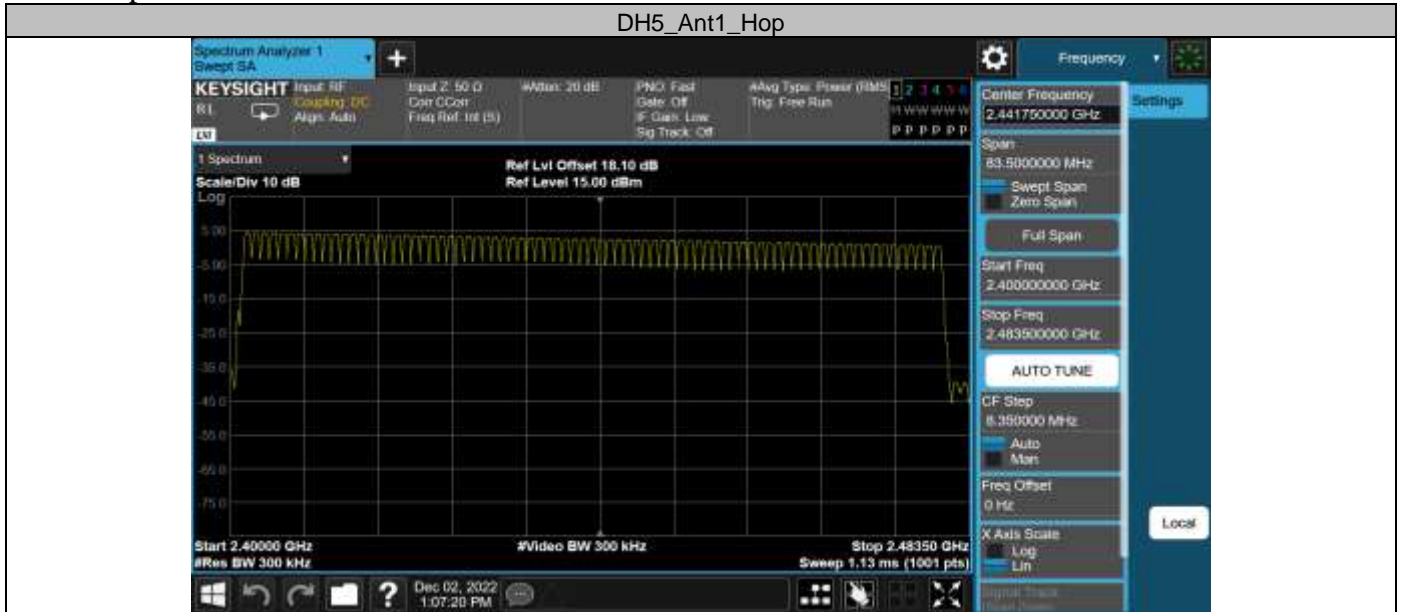 DH5_Ant1_Hop
Spectrum Analyzer 1
Swept SA
+
Frequency
KEYSIGHT
Input: RF
Coupling: DC
Align: Auto
Input Z: 50 Ω
Corr CCorr
Freq Ref: Int (S)
#Atten: 20 dB
PNO: Fast
Gate: Off
IF Gain: Low
Sig Track: Off
#Avg Type: Power (RMS
Trig: Free Run
1 2 3 4 5 6
M W W W W W
P P P P P P
Center Frequency
2.441750000 GHz
Settings
Span
83.5000000 MHz
Swept Span
Zero Span
Full Span
Start Freq
2.400000000 GHz
Stop Freq
2.483500000 GHz
AUTO TUNE
CF Step
8.350000 MHz
Auto
Man
Freq Offset
0 Hz
X Axis Scale
Log
Lin
Signal Track
Local
1 Spectrum
Scale/Div 10 dB
Ref Lvl Offset 18.10 dB
Ref Level 15.00 dBm
Log
5.00
-5.00
-15.0
-25.0
-35.0
-45.0
-55.0
-65.0
-75.0
Start 2.40000 GHz
#Video BW 300 kHz
Stop 2.48350 GHz
#Res BW 300 kHz
Sweep 1.13 ms (1001 pts)
?
Dec 02, 2022
1:07:20 PM